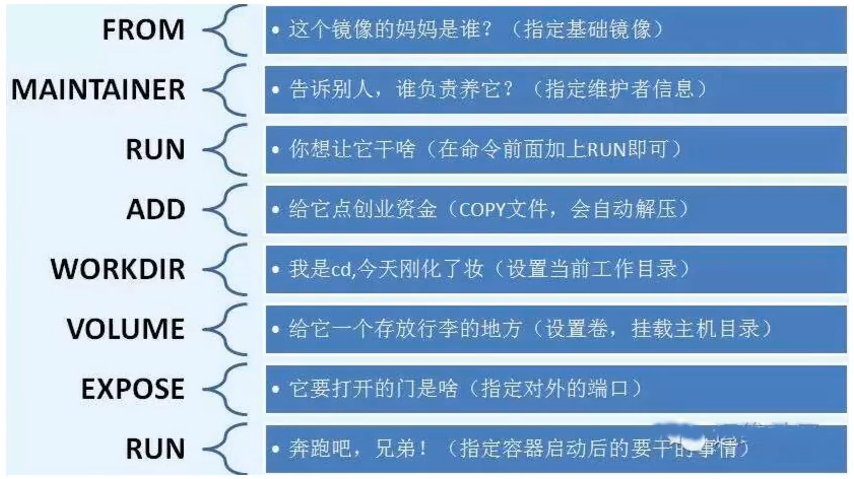 FROM
• 这个镜像的妈妈是谁？（指定基础镜像）
MAINTAINER
• 告诉别人，谁负责养它？（指定维护者信息）
RUN
• 你想让它干啥（在命令前面加上RUN即可）
ADD
• 给它点创业资金（COPY文件，会自动解压）
WORKDIR
• 我是cd,今天刚化了妆（设置当前工作目录）
VOLUME
• 给它一个存放行李的地方（设置卷，挂载主机目录）
EXPOSE
• 它要打开的门是啥（指定对外的端口）
RUN
• 奔跑吧，兄弟！（指定容器启动后的要干的事情）